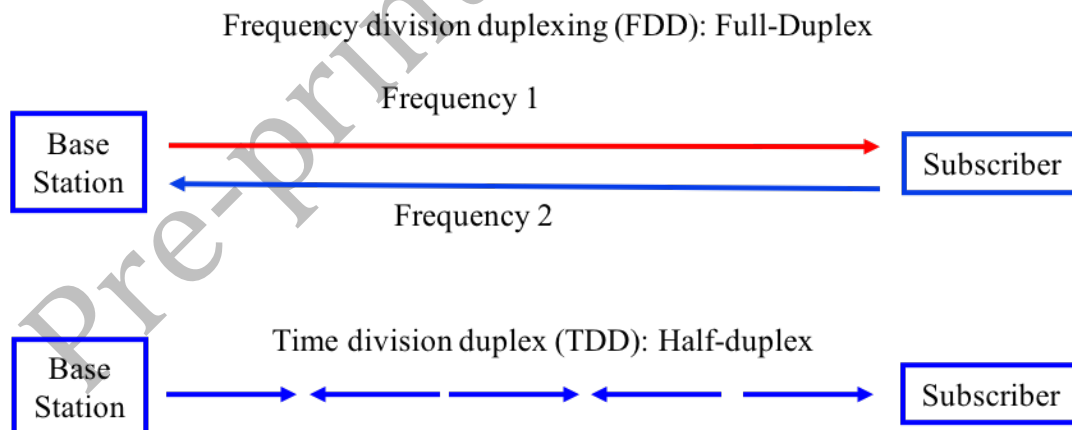 Frequency division duplexing (FDD): Full-Duplex
Frequency 1
Base
Station
Subscriber
Frequency 2
Time division duplex (TDD): Half-duplex
Base
Station
Subscriber
Pre-print